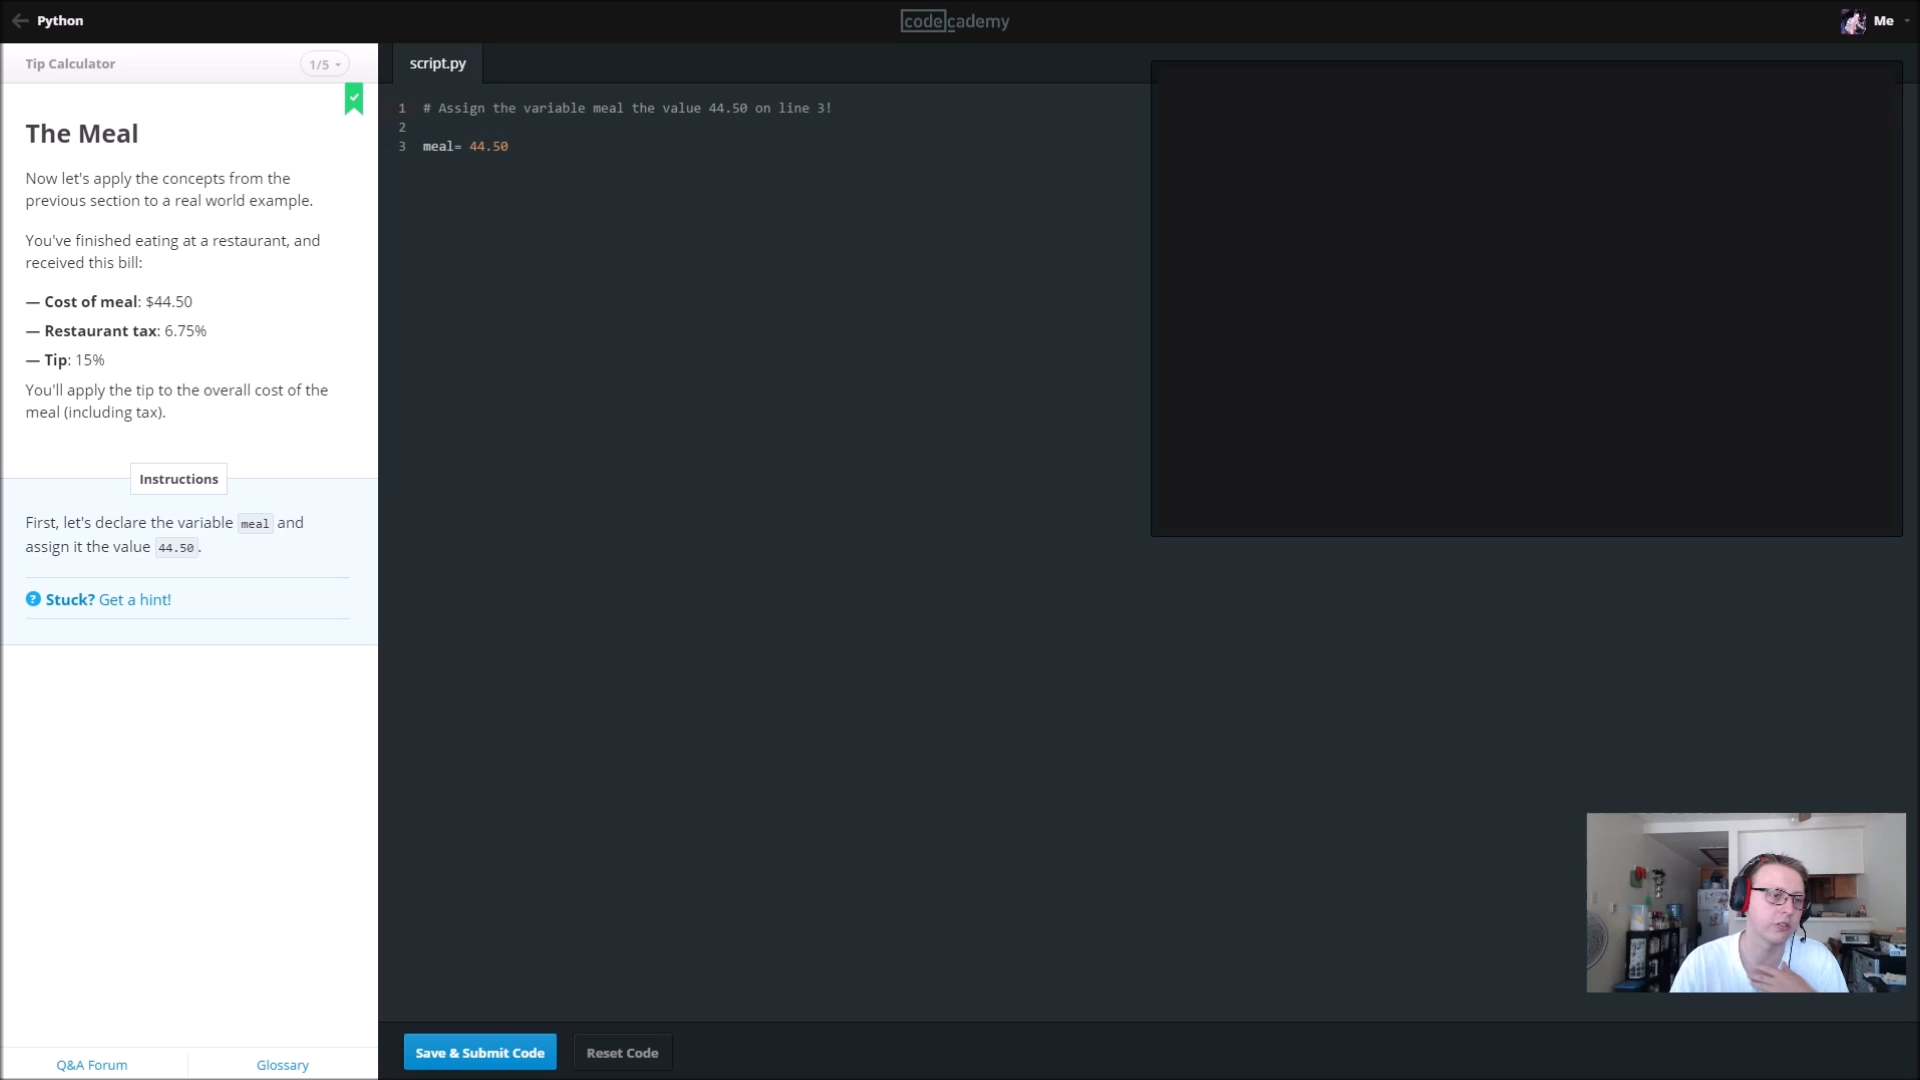 Python
codecademy
Me
Tip Calculator
1/5
script.py
The Meal
Now let's apply the concepts from the
previous section to a real world example.
You've finished eating at a restaurant, and
received this bill:
— Cost of meal: $44.50
— Restaurant tax: 6.75%
— Tip: 15%
You'll apply the tip to the overall cost of the
meal (including tax).
Instructions
First, let's declare the variable meal and
assign it the value 44.50.
? Stuck? Get a hint!
Q&A Forum
Glossary
1 # Assign the variable meal the value 44.50 on line 3!
2
3 meal= 44.50
Save & Submit Code
Reset Code